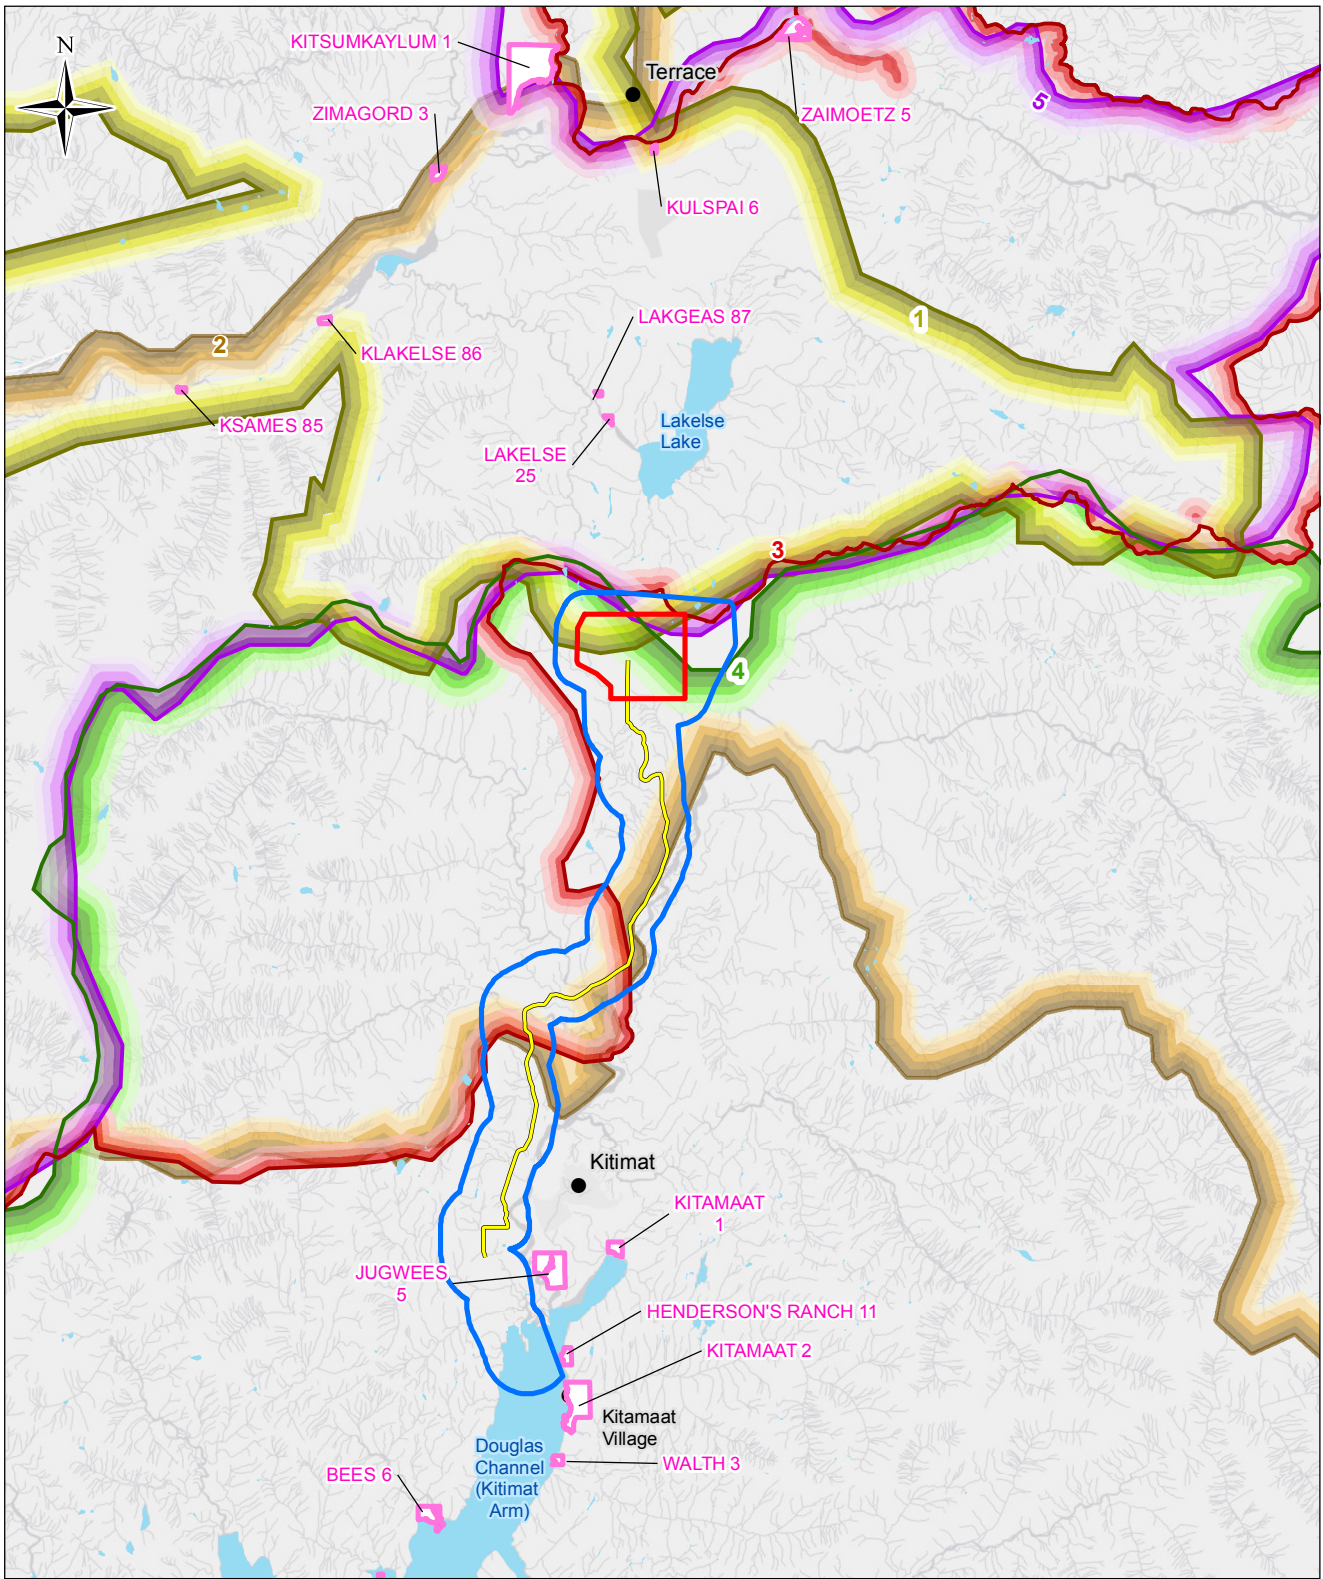 KITSUMKAYLUM 1
N
Terrace
5
ZIMAGORD 3
ZAIMOETZ 5
KULSPAI 6
LAKGEAS 87
1
2
KLAKELSE 86
KSAMES 85
Lakelse
Lake
LAKELSE
25
3
4
Kitimat
KITAMAAT
1
JUGWEES
5
HENDERSON'S RANCH 11
KITAMAAT 2
Kitamaat
Village
Douglas
Channel
(Kitimat
Arm)
WALTH 3
BEES 6